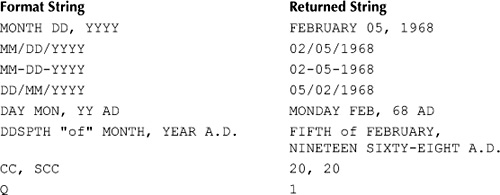 Format String Returned String
MONTH DD, YYYY FEBRUARY 05, 1968
MM/DD/YYYY 02/05/1968
MM-DD-YYYY 02-05-1968
DD/MM/YYYY 05/02/1968
DAY MON, YY AD MONDAY FEB, 68 AD
DDSPTH "of" MONTH, YEAR A.D. FIFTH of FEBRUARY,
NINETEEN SIXTY-EIGHT A.D.
CC, SCC 20, 20
Q 1